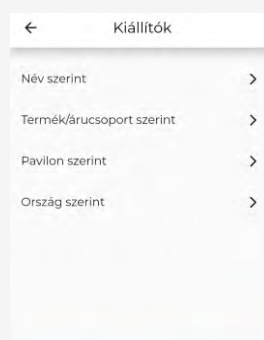 Kiállítók
Név szerint
Termék/árucsoport szerint
Pavilon szerint
Ország szerint